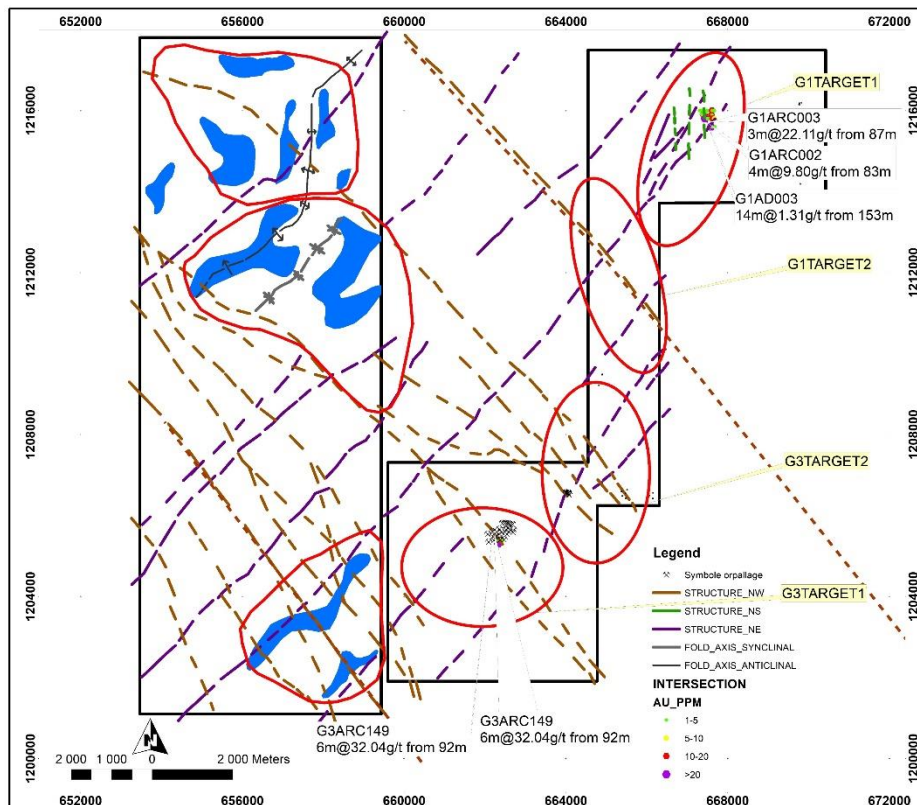 652000 656000 660000 664000 668000 672000
G1TARGET1
1216000
1216000
G1ARC003
3m@22.11g/t from 87m
G1ARC002
4m@9.80g/t from 83m
G1AD003
14m@1.31g/t from 153m
1212000
1212000
G1TARGET2
1208000
1208000
G3TARGET2
Legend
Symbole orpallage
STRUCTURE_NW
STRUCTURE_NS
STRUCTURE_NE
FOLD_AXIS_SYNCLINAL
FOLD_AXIS_ANTICLINAL
INTERSECTION
AU_PPM
1-5
5-10
10-20
>20
G3TARGET1
1204000
1204000
G3ARC149
6m@32.04g/t from 92m
G3ARC149
6m@32.04g/t from 92m
N
2 000 1 000 0 2 000 Meters
1200000
1200000
652000 656000 660000 664000 668000 672000